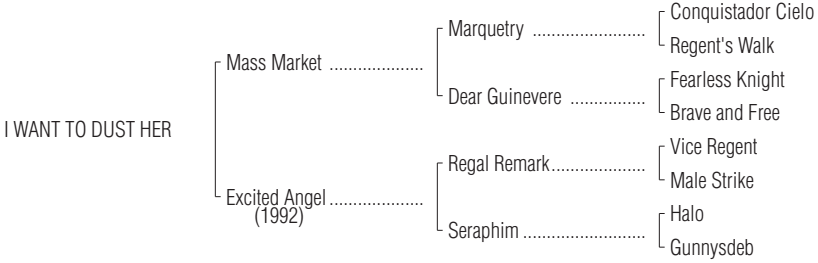 Conquistador Cielo
Marquetry ........................
Regent's Walk
Mass Market ....................
Fearless Knight
Dear Guinevere ................
Brave and Free
I WANT TO DUST HER
Vice Regent
Regal Remark....................
Male Strike
Excited Angel ....................
(1992)
Halo
Seraphim ..........................
Gunnysdeb